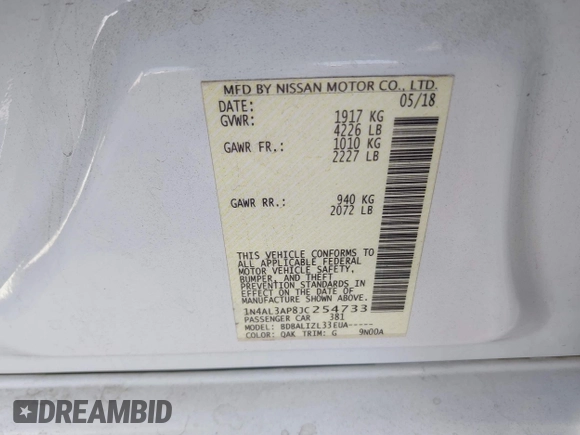 MFD BY NISSAN MOTOR CO., LTD.
DATE: 05/18
GVWR: 1917 KG
4226 LB
GAWR FR.: 1010 KG
2227 LB
GAWR RR.: 940 KG
2072 LB
THIS VEHICLE CONFORMS TO
ALL APPLICABLE FEDERAL
MOTOR VEHICLE SAFETY,
BUMPER, AND THEFT
PREVENTION STANDARDS IN
EFFECT ON THE DATE OF
MANUFACTURE SHOWN ABOVE.
1N4AL3AP8JC254733
PASSENGER CAR 381
MODEL: BDBALIZL33EUA-----
COLOR: QAK TRIM: G 9N00A
DREAMBID